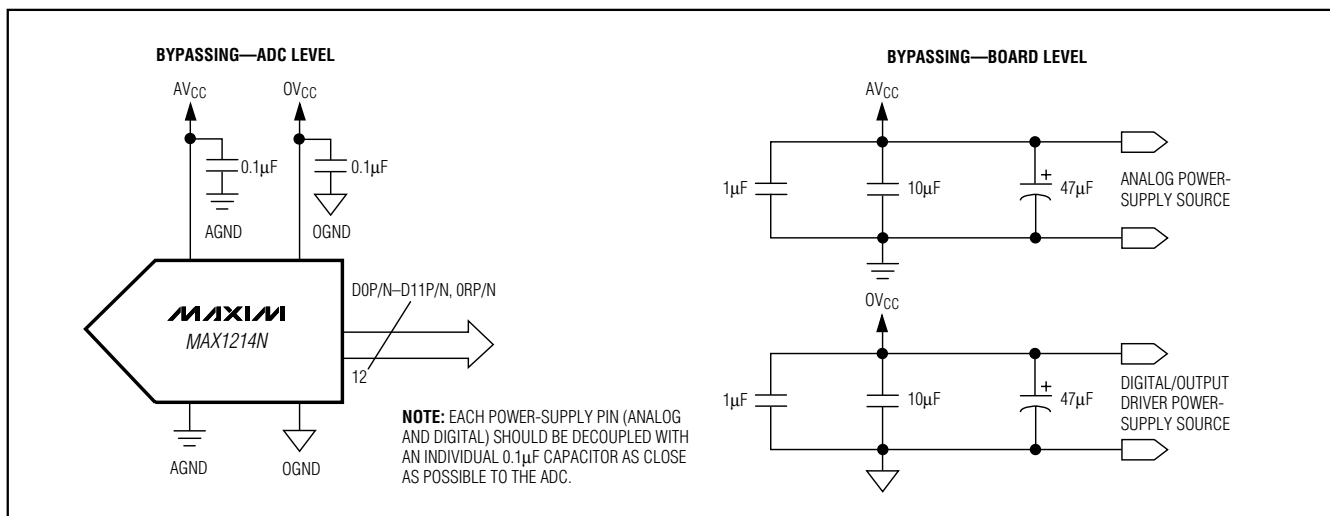 BYPASSING—ADC LEVEL
AVCC
OVCC
0.1µF
0.1µF
AGND
OGND
MAXIM
MAX1214N
D0P/N–D11P/N, 0RP/N
12
AGND
OGND
NOTE: EACH POWER-SUPPLY PIN (ANALOG
AND DIGITAL) SHOULD BE DECOUPLED WITH
AN INDIVIDUAL 0.1µF CAPACITOR AS CLOSE
AS POSSIBLE TO THE ADC.
BYPASSING—BOARD LEVEL
AVCC
1µF
10µF
+
47µF
ANALOG POWER-
SUPPLY SOURCE
OVCC
1µF
10µF
+
47µF
DIGITAL/OUTPUT
DRIVER POWER-
SUPPLY SOURCE